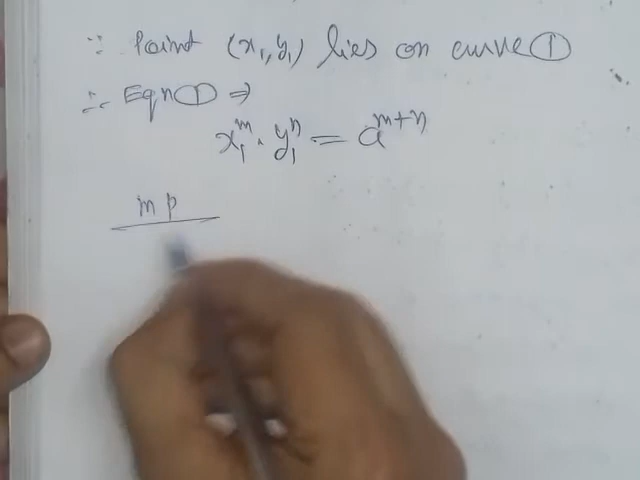 ∵ Point (x₁, y₁) lies on curve ①
∴ Eqn ① ⇒
x₁ᵐ · y₁ⁿ = aᵐ⁺ⁿ
m p